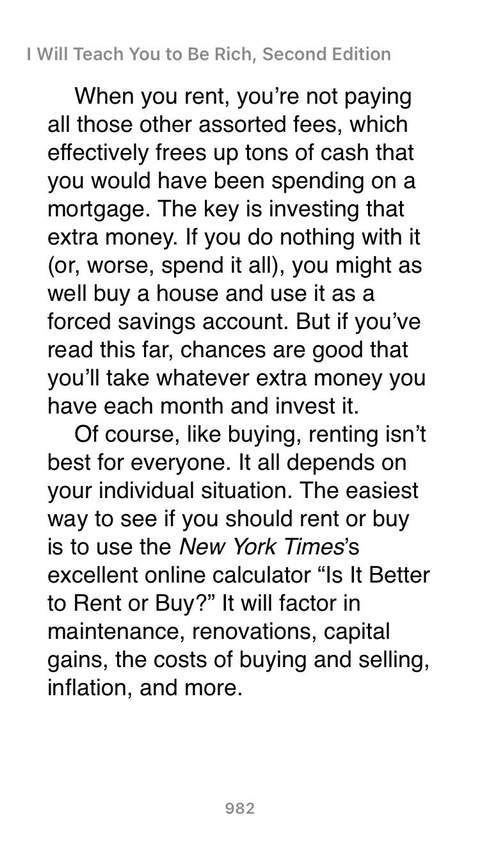 I Will Teach You to Be Rich, Second Edition
When you rent, you’re not paying
all those other assorted fees, which
effectively frees up tons of cash that
you would have been spending on a
mortgage. The key is investing that
extra money. If you do nothing with it
(or, worse, spend it all), you might as
well buy a house and use it as a
forced savings account. But if you’ve
read this far, chances are good that
you’ll take whatever extra money you
have each month and invest it.
Of course, like buying, renting isn’t
best for everyone. It all depends on
your individual situation. The easiest
way to see if you should rent or buy
is to use the New York Times’s
excellent online calculator “Is It Better
to Rent or Buy?” It will factor in
maintenance, renovations, capital
gains, the costs of buying and selling,
inflation, and more.
982